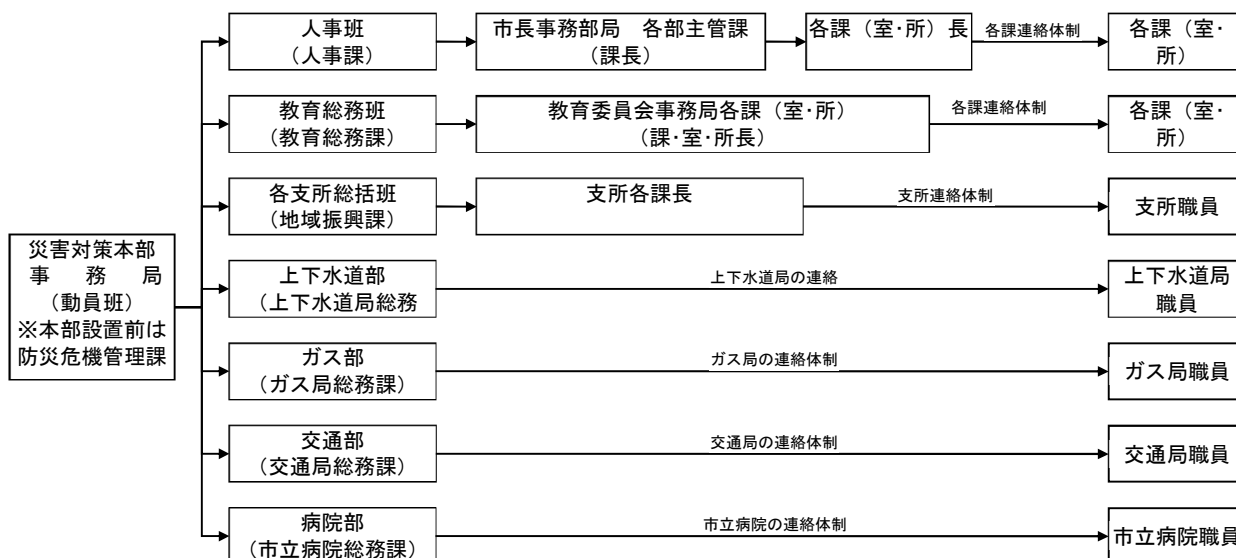 人事班
(人事課)
市長事務部局　各部主管課
(課長)
各課(室・所)長
各課連絡体制
各課(室・
所)
教育総務班
(教育総務課)
教育委員会事務局各課(室・所)
(課・室・所長)
各課連絡体制
各課(室・
所)
各支所総括班
(地域振興課)
支所各課長
支所連絡体制
支所職員
災害対策本部
事　務　局
(動員班)
※本部設置前は
防災危機管理課
上下水道部
(上下水道局総務
上下水道局の連絡
上下水道局
職員
ガス部
(ガス局総務課)
ガス局の連絡体制
ガス局職員
交通部
(交通局総務課)
交通局の連絡体制
交通局職員
病院部
(市立病院総務課)
市立病院の連絡体制
市立病院職員